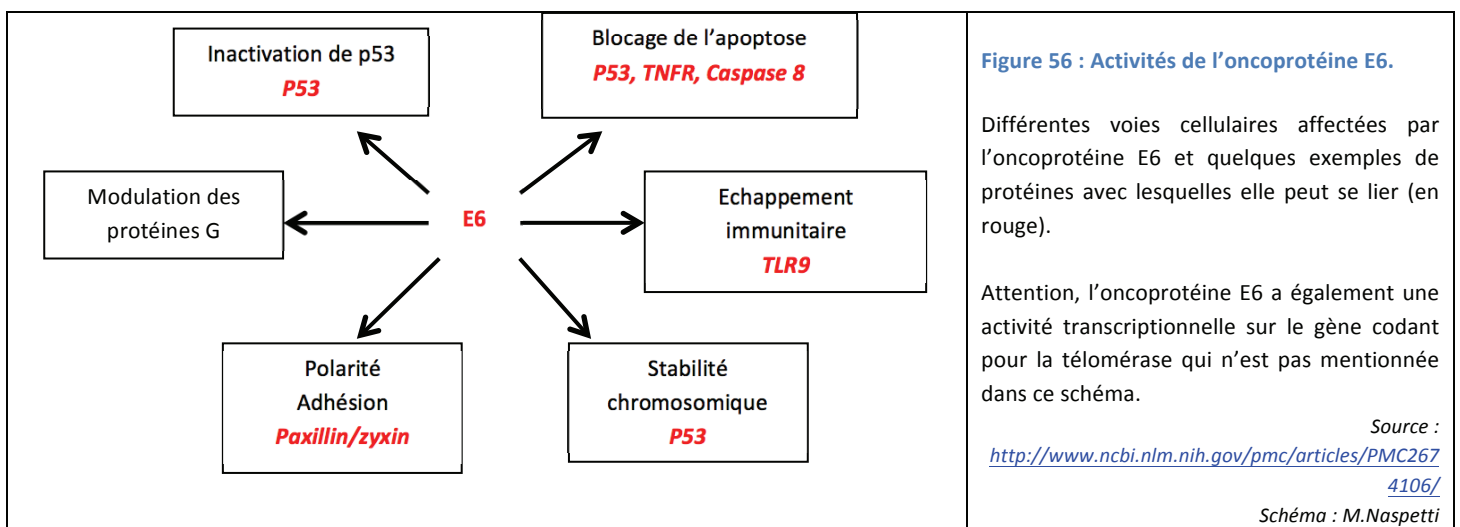 Inactivation de p53
P53
Blocage de l’apoptose
P53, TNFR, Caspase 8
Modulation des
protéines G
E6
Echappement
immunitaire
TLR9
Polarité
Adhésion
Paxillin/zyxin
Stabilité
chromosomique
P53
Figure 56 : Activités de l’oncoprotéine E6.
Différentes voies cellulaires affectées par
l’oncoprotéine E6 et quelques exemples de
protéines avec lesquelles elle peut se lier (en
rouge).
Attention, l’oncoprotéine E6 a également une
activité transcriptionnelle sur le gène codant
pour la télomérase qui n’est pas mentionnée
dans ce schéma.
Source :
http://www.ncbi.nlm.nih.gov/pmc/articles/PMC267
4106/
Schéma : M.Naspetti